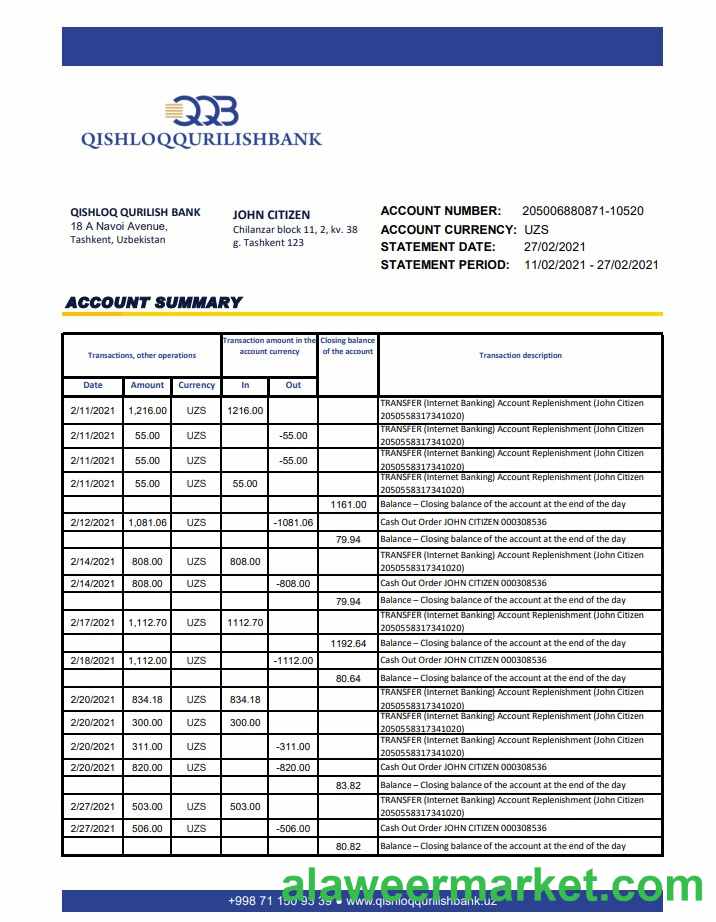 QQB
QISHLOQQURILISHBANK
QISHLOQ QURILISH BANK
18 A Navoi Avenue,
Tashkent, Uzbekistan
JOHN CITIZEN
Chilanzar block 11, 2, kv. 38
g. Tashkent 123
ACCOUNT NUMBER: 205006880871-10520
ACCOUNT CURRENCY: UZS
STATEMENT DATE: 27/02/2021
STATEMENT PERIOD: 11/02/2021 - 27/02/2021
ACCOUNT SUMMARY
Transactions, other operations
Transaction amount in the
account currency
Closing balance
of the account
Transaction description
Date Amount Currency In Out
2/11/2021 1,216.00 UZS 1216.00 TRANSFER (Internet Banking) Account Replenishment (John Citizen
2050558317341020)
2/11/2021 55.00 UZS -55.00 TRANSFER (Internet Banking) Account Replenishment (John Citizen
2050558317341020)
2/11/2021 55.00 UZS -55.00 TRANSFER (Internet Banking) Account Replenishment (John Citizen
2050558317341020)
2/11/2021 55.00 UZS 55.00 TRANSFER (Internet Banking) Account Replenishment (John Citizen
2050558317341020)
1161.00 Balance – Closing balance of the account at the end of the day
2/12/2021 1,081.06 UZS -1081.06 Cash Out Order JOHN CITIZEN 000308536
79.94 Balance – Closing balance of the account at the end of the day
2/14/2021 808.00 UZS 808.00 TRANSFER (Internet Banking) Account Replenishment (John Citizen
2050558317341020)
2/14/2021 808.00 UZS -808.00 Cash Out Order JOHN CITIZEN 000308536
79.94 Balance – Closing balance of the account at the end of the day
2/17/2021 1,112.70 UZS 1112.70 TRANSFER (Internet Banking) Account Replenishment (John Citizen
2050558317341020)
1192.64 Balance – Closing balance of the account at the end of the day
2/18/2021 1,112.00 UZS -1112.00 Cash Out Order JOHN CITIZEN 000308536
80.64 Balance – Closing balance of the account at the end of the day
2/20/2021 834.18 UZS 834.18 TRANSFER (Internet Banking) Account Replenishment (John Citizen
2050558317341020)
2/20/2021 300.00 UZS 300.00 TRANSFER (Internet Banking) Account Replenishment (John Citizen
2050558317341020)
2/20/2021 311.00 UZS -311.00 TRANSFER (Internet Banking) Account Replenishment (John Citizen
2050558317341020)
2/20/2021 820.00 UZS -820.00 Cash Out Order JOHN CITIZEN 000308536
83.82 Balance – Closing balance of the account at the end of the day
2/27/2021 503.00 UZS 503.00 TRANSFER (Internet Banking) Account Replenishment (John Citizen
2050558317341020)
2/27/2021 506.00 UZS -506.00 Cash Out Order JOHN CITIZEN 000308536
80.82 Balance – Closing balance of the account at the end of the day
alaweermarket.com
+998 71 150 93 39 ● www.qishloqqurilishbank.uz